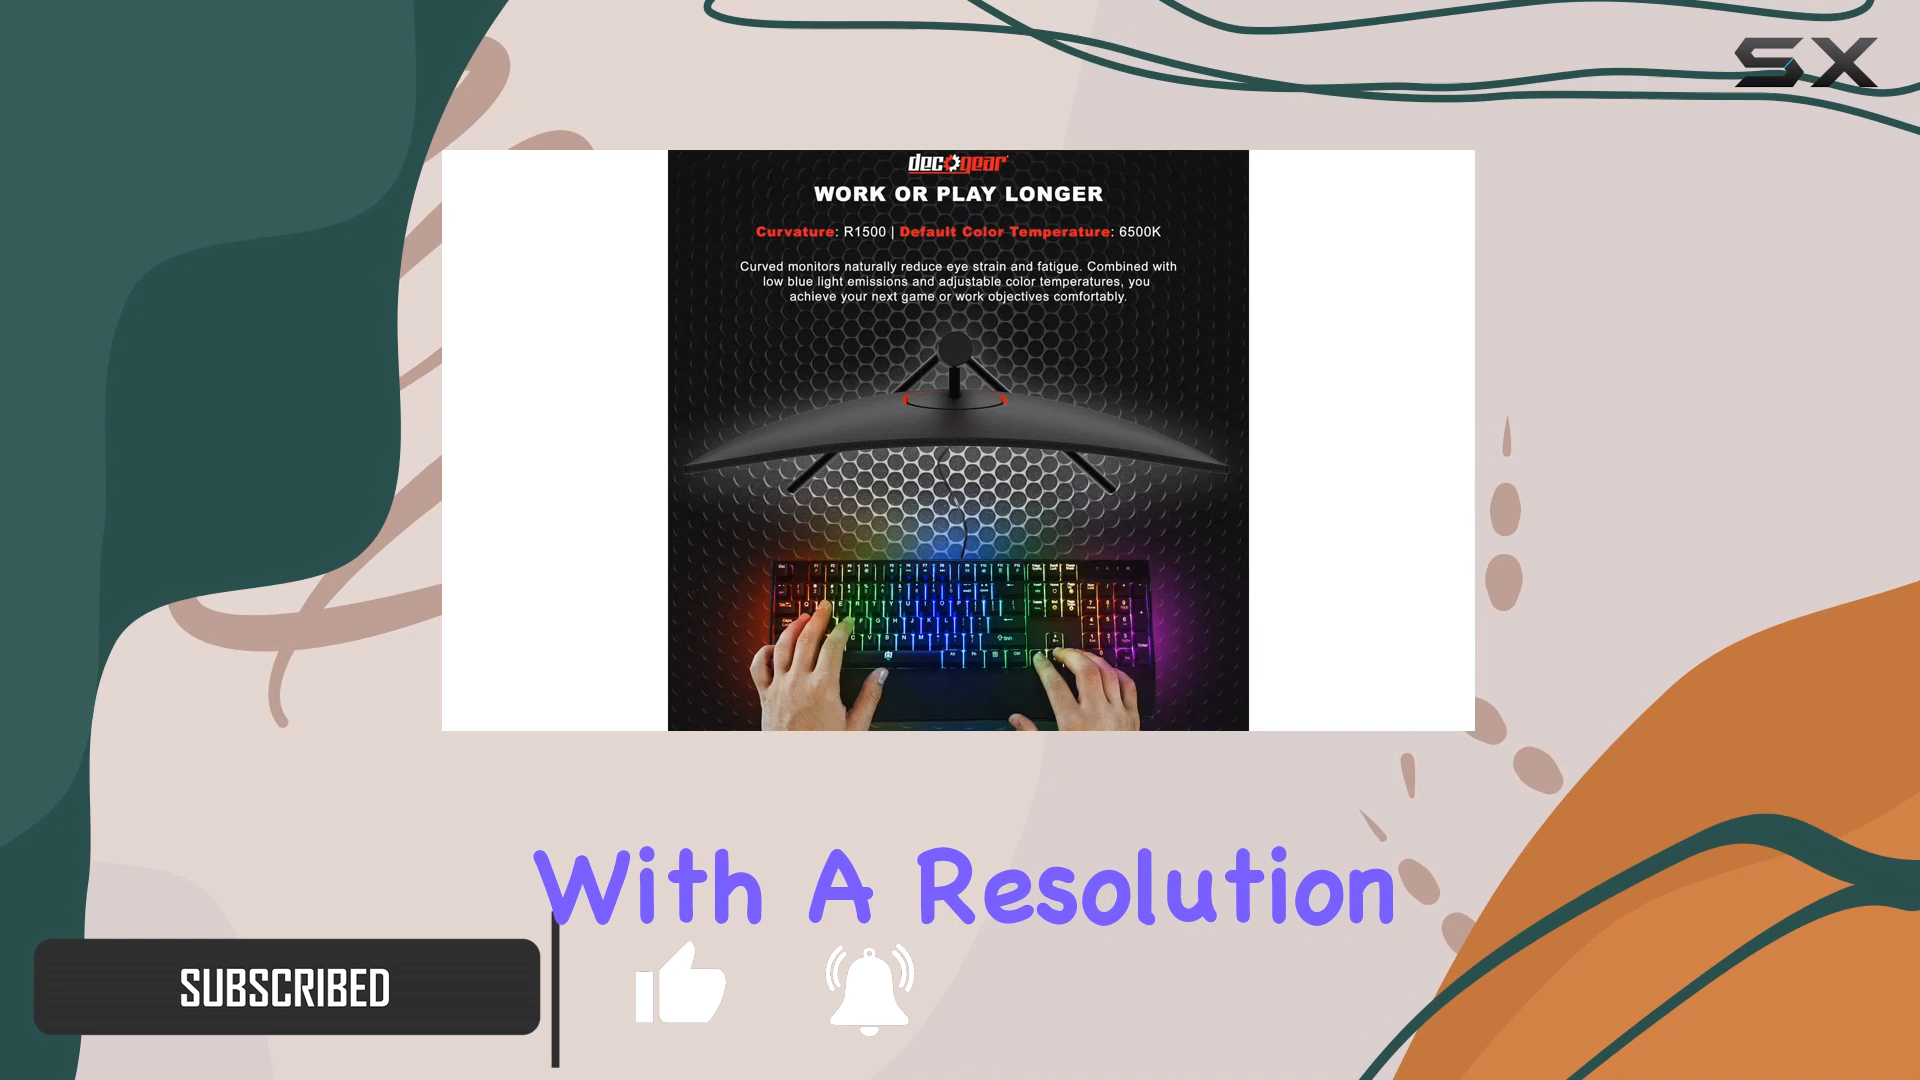 SX
decogear
WORK OR PLAY LONGER
Curvature: R1500 | Default Color Temperature: 6500K
Curved monitors naturally reduce eye strain and fatigue. Combined with
low blue light emissions and adjustable color temperatures, you
achieve your next game or work objectives comfortably.
With A Resolution
SUBSCRIBED